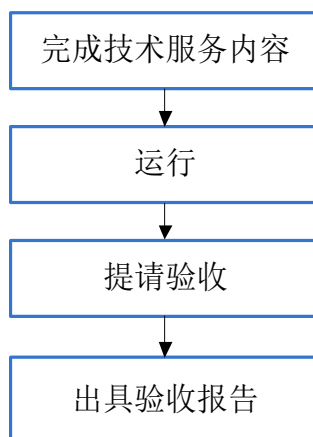 完成技术服务内容
运行
提请验收
出具验收报告